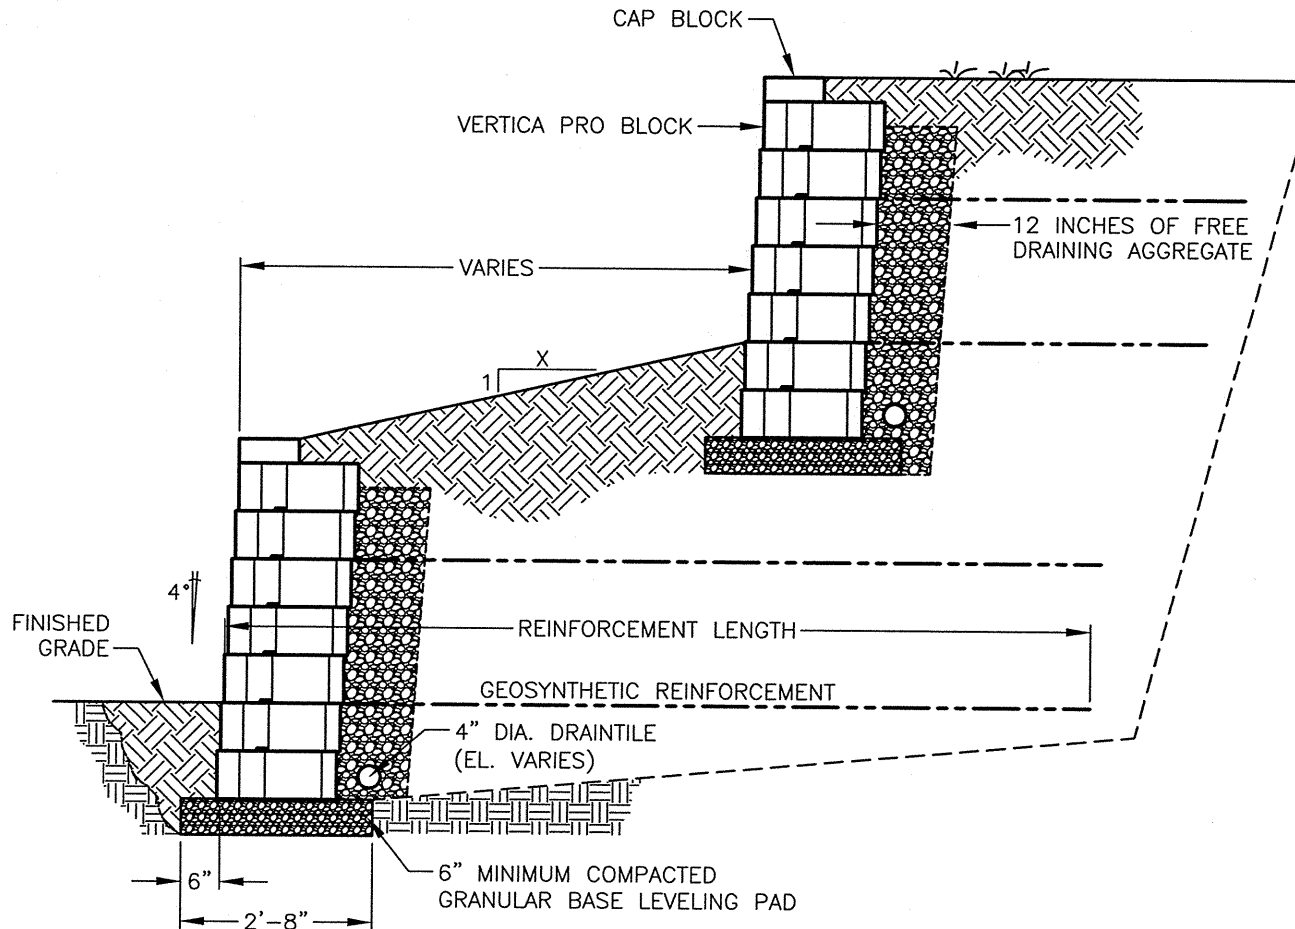 CAP BLOCK
VERTICA PRO BLOCK
12 INCHES OF FREE
DRAINING AGGREGATE
VARIES
X
1
4°
FINISHED
GRADE
REINFORCEMENT LENGTH
GEOSYNTHETIC REINFORCEMENT
4” DIA. DRAINTILE
(EL. VARIES)
6” MINIMUM COMPACTED
GRANULAR BASE LEVELING PAD
6”
2’-8”